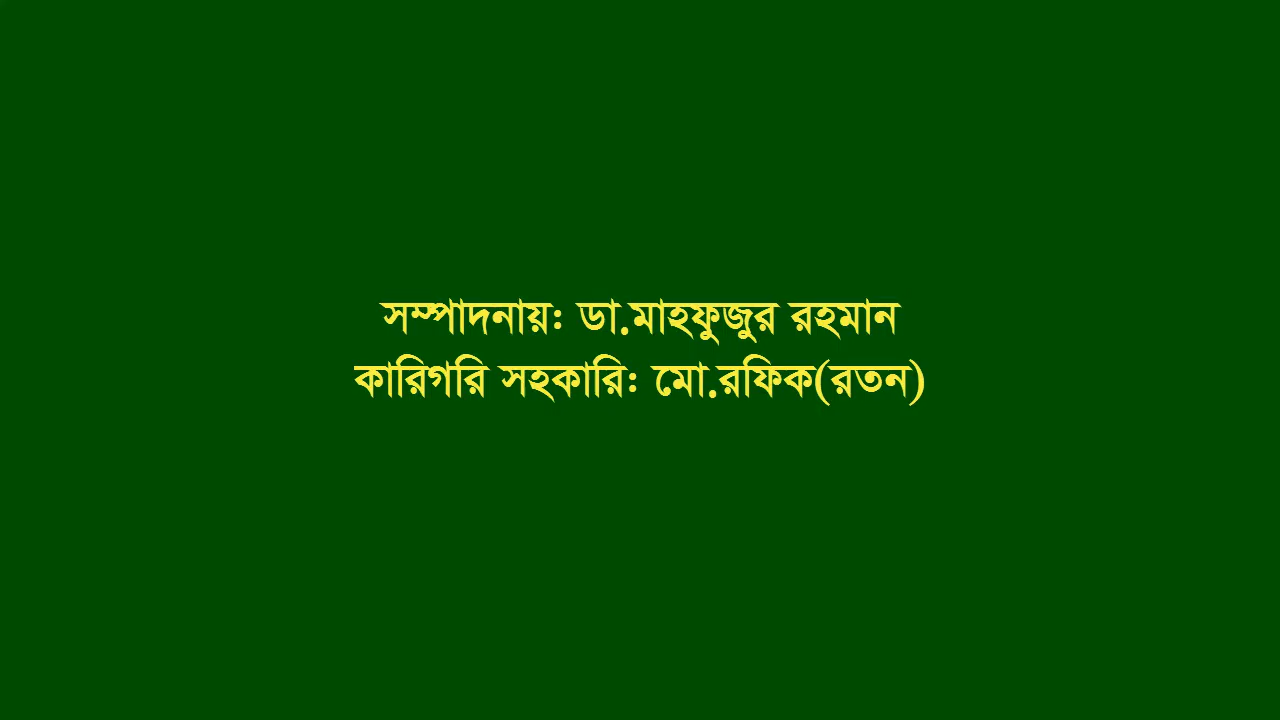 সম্পাদনায়: ডা.মাহফুজুর রহমান
কারিগরি সহকারি: মো.রফিক(রতন)